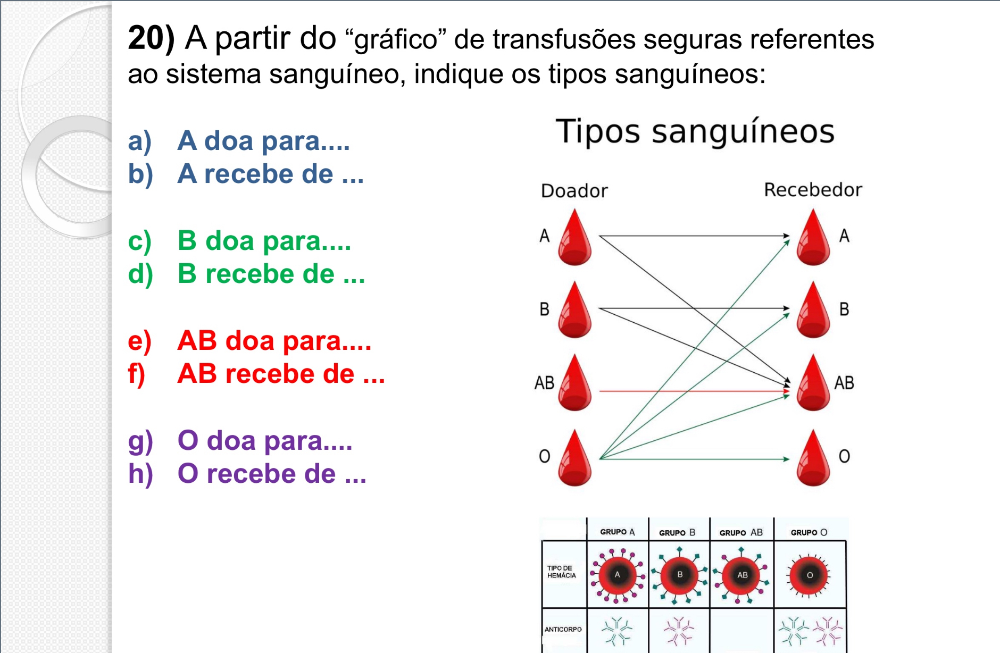 20) A partir do “gráfico” de transfusões seguras referentes
ao sistema sanguíneo, indique os tipos sanguíneos:
a) A doa para....
b) A recebe de ...
c) B doa para....
d) B recebe de ...
e) AB doa para....
f) AB recebe de ...
g) O doa para....
h) O recebe de ...
Tipos sanguíneos
Doador Recebedor
A A
B B
AB AB
O O
GRUPO A GRUPO B GRUPO AB GRUPO O
TIPO DE
HEMÁCIA
A B AB O
ANTICORPO